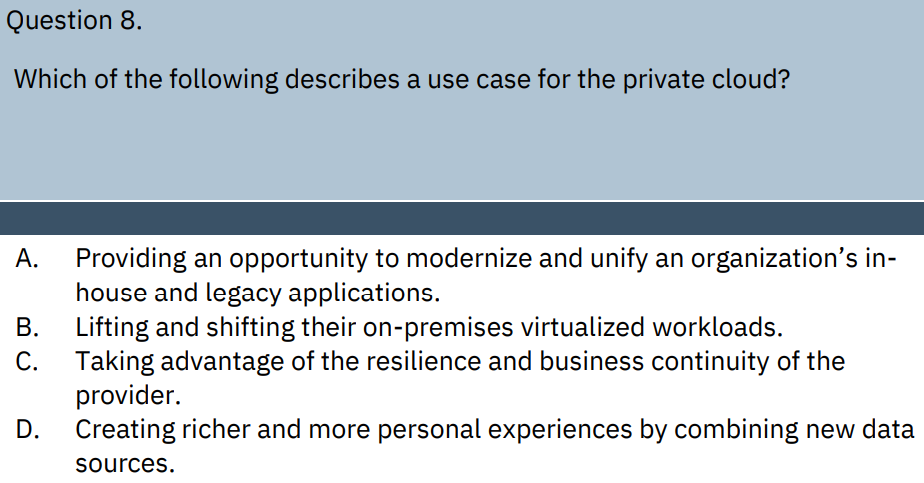 Question 8.
Which of the following describes a use case for the private cloud?
A. Providing an opportunity to modernize and unify an organization’s in-
house and legacy applications.
B. Lifting and shifting their on-premises virtualized workloads.
C. Taking advantage of the resilience and business continuity of the
provider.
D. Creating richer and more personal experiences by combining new data
sources.